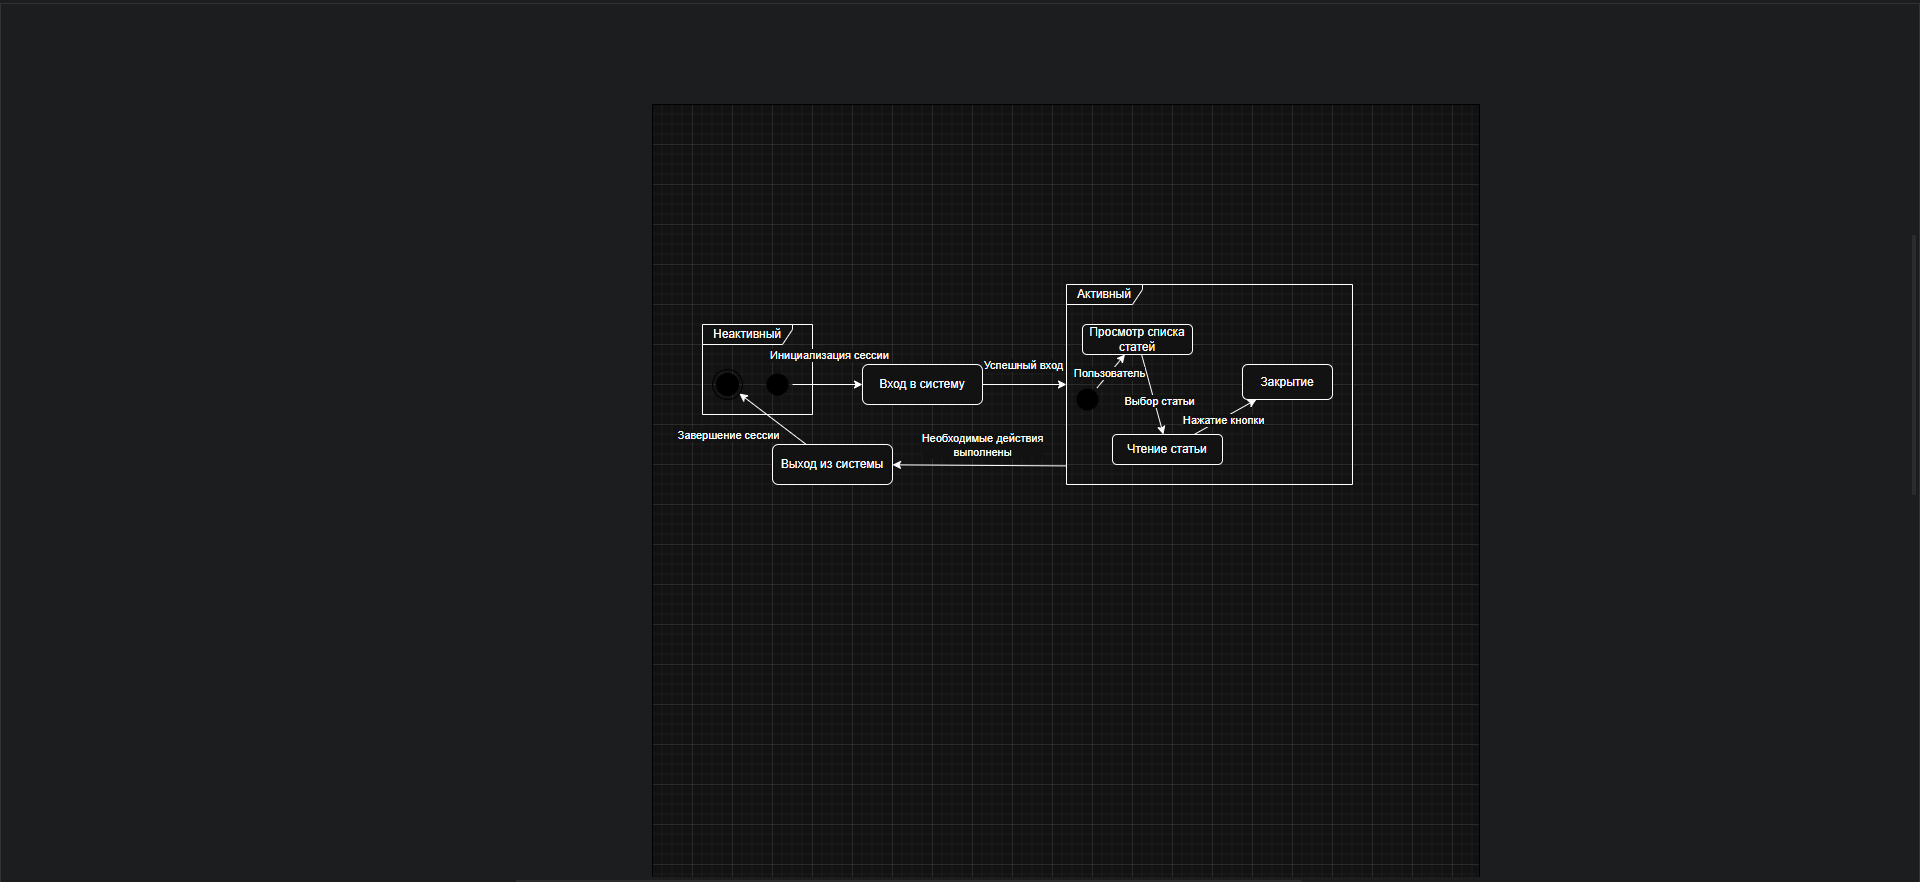 Активный
Неактивный
Просмотр списка
статей
Инициализация сессии
Успешный вход
Пользователь
Вход в систему
Закрытие
Выбор статьи
Нажатие кнопки
Завершение сессии
Необходимые действия
выполнены
Чтение статьи
Выход из системы